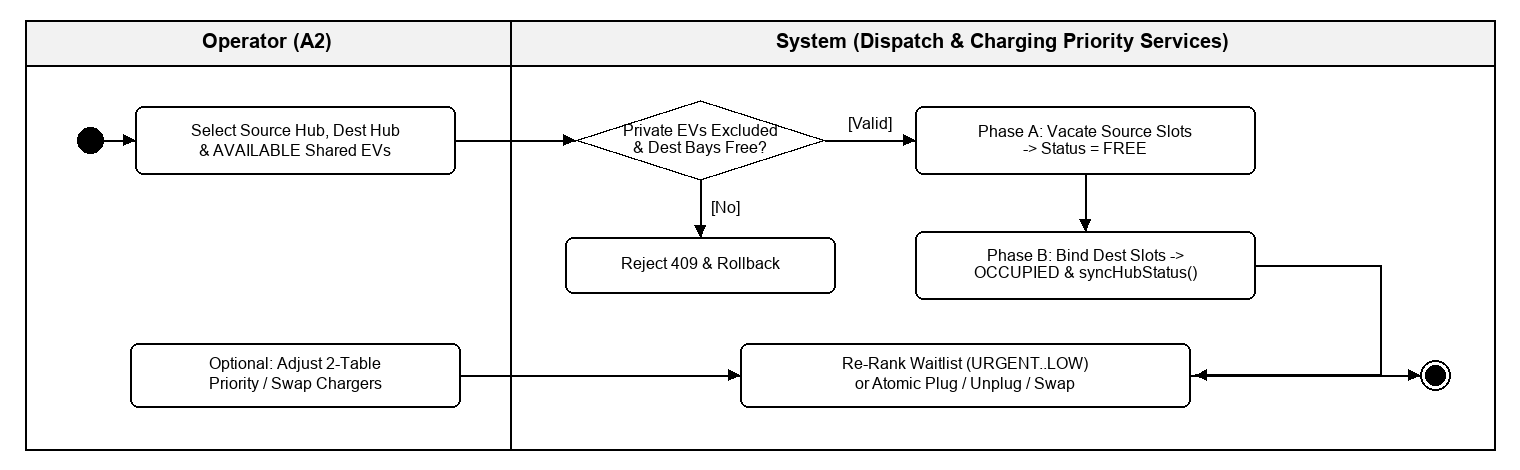 Operator (A2)
System (Dispatch & Charging Priority Services)
Select Source Hub, Dest Hub
& AVAILABLE Shared EVs
Private EVs Excluded
& Dest Bays Free?
[Valid]
Phase A: Vacate Source Slots
-> Status = FREE
[No]
Reject 409 & Rollback
Phase B: Bind Dest Slots ->
OCCUPIED & syncHubStatus()
Optional: Adjust 2-Table
Priority / Swap Chargers
Re-Rank Waitlist (URGENT..LOW)
or Atomic Plug / Unplug / Swap